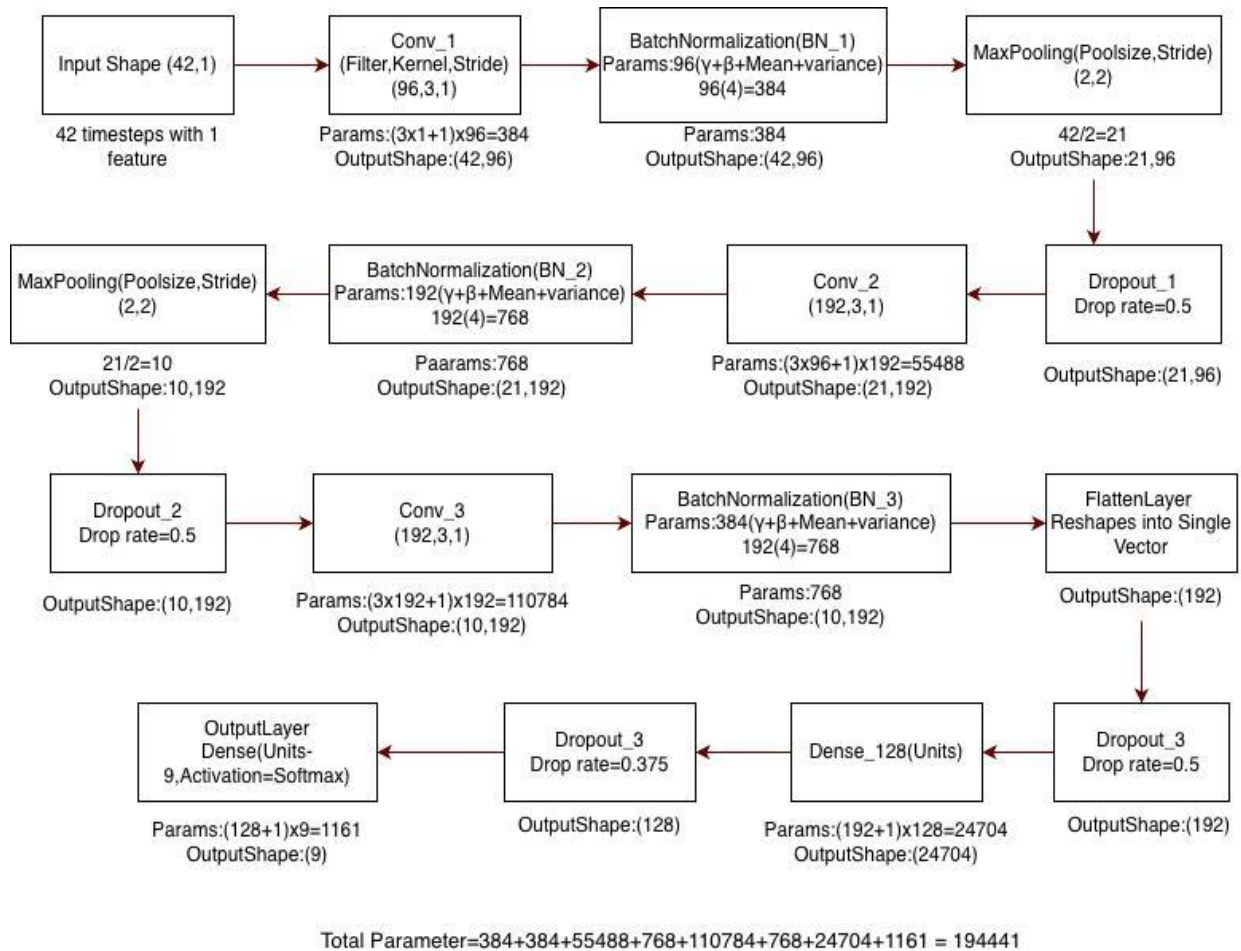 Input Shape (42,1)
42 timesteps with 1
feature
Conv_1
(Filter,Kernel,Stride)
(96,3,1)
Params:(3x1+1)x96=384
OutputShape:(42,96)
BatchNormalization(BN_1)
Params:96(γ+β+Mean+variance)
96(4)=384
Params:384
OutputShape:(42,96)
MaxPooling(Poolsize,Stride)
(2,2)
42/2=21
OutputShape:21,96
Dropout_1
Drop rate=0.5
OutputShape:(21,96)
Conv_2
(192,3,1)
Params:(3x96+1)x192=55488
OutputShape:(21,192)
BatchNormalization(BN_2)
Params:192(γ+β+Mean+variance)
192(4)=768
Paarams:768
OutputShape:(21,192)
MaxPooling(Poolsize,Stride)
(2,2)
21/2=10
OutputShape:10,192
Dropout_2
Drop rate=0.5
OutputShape:(10,192)
Conv_3
(192,3,1)
Params:(3x192+1)x192=110784
OutputShape:(10,192)
BatchNormalization(BN_3)
Params:384(γ+β+Mean+variance)
192(4)=768
Params:768
OutputShape:(10,192)
FlattenLayer
Reshapes into Single
Vector
OutputShape:(192)
Dropout_3
Drop rate=0.5
OutputShape:(192)
Dense_128(Units)
Params:(192+1)x128=24704
OutputShape:(24704)
Dropout_3
Drop rate=0.375
OutputShape:(128)
OutputLayer
Dense(Units-
9,Activation=Softmax)
Params:(128+1)x9=1161
OutputShape:(9)
Total Parameter=384+384+55488+768+110784+768+24704+1161 = 194441